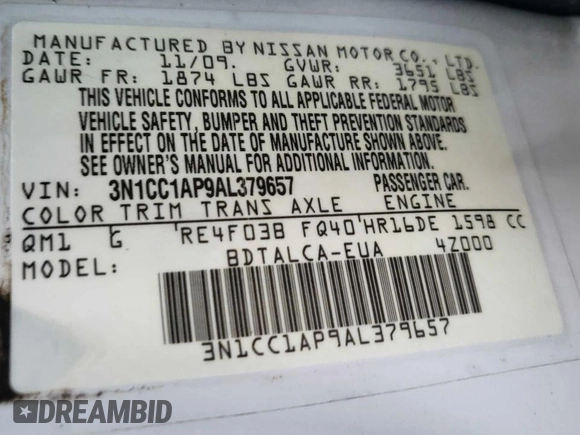 MANUFACTURED BY NISSAN MOTOR CO., LTD.
DATE: 11/09. GVWR: 3651 LBS
GAWR FR: 1874 LBS GAWR RR: 1795 LBS
THIS VEHICLE CONFORMS TO ALL APPLICABLE FEDERAL MOTOR
VEHICLE SAFETY, BUMPER AND THEFT PREVENTION STANDARDS
IN EFFECT ON THE DATE OF MANUFACTURE SHOWN ABOVE.
SEE OWNER'S MANUAL FOR ADDITIONAL INFORMATION.
VIN: 3N1CC1AP9AL379657 PASSENGER CAR.
COLOR TRIM TRANS AXLE ENGINE
QM1 G RE4F03B FQ40 HR16DE 1598 CC
MODEL: BDTALCA-EUA 4Z000
3N1CC1AP9AL379657
DREAMBID